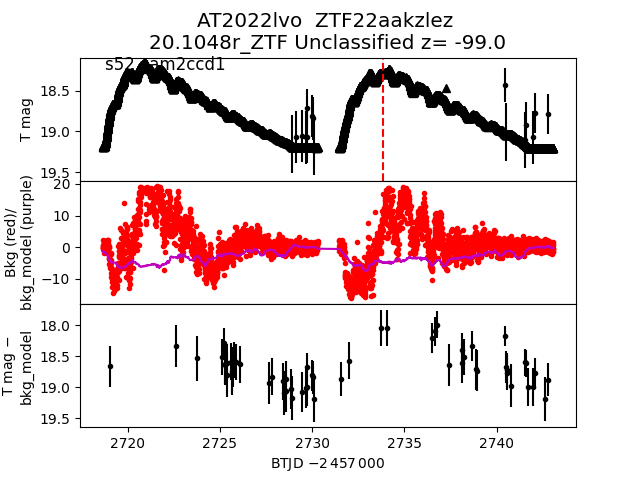 AT2022lvo  ZTF22aakzlez
20.1048r_ZTF Unclassified z= -99.0
ccd1
18.5
19.0
19.5
T mag
20
10
0
−10
Bkg (red)/
bkg_model (purple)
18.0
18.5
19.0
19.5
T mag −
bkg_model
2720
2725
2730
2735
2740
BTJD −2 457 000